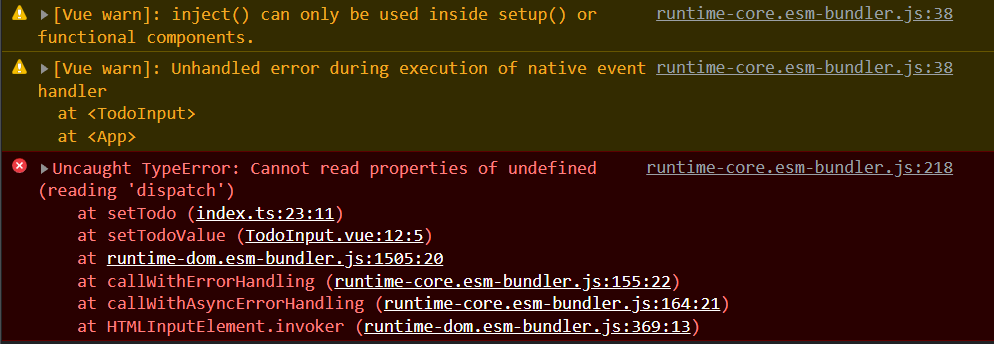 [Vue warn]: inject() can only be used inside setup() or runtime-core.esm-bundler.js:38
functional components.
[Vue warn]: Unhandled error during execution of native event runtime-core.esm-bundler.js:38
handler
at <TodoInput>
at <App>
Uncaught TypeError: Cannot read properties of undefined runtime-core.esm-bundler.js:218
(reading 'dispatch')
at setTodo (index.ts:23:11)
at setTodoValue (TodoInput.vue:12:5)
at runtime-dom.esm-bundler.js:1505:20
at callWithErrorHandling (runtime-core.esm-bundler.js:155:22)
at callWithAsyncErrorHandling (runtime-core.esm-bundler.js:164:21)
at HTMLInputElement.invoker (runtime-dom.esm-bundler.js:369:13)